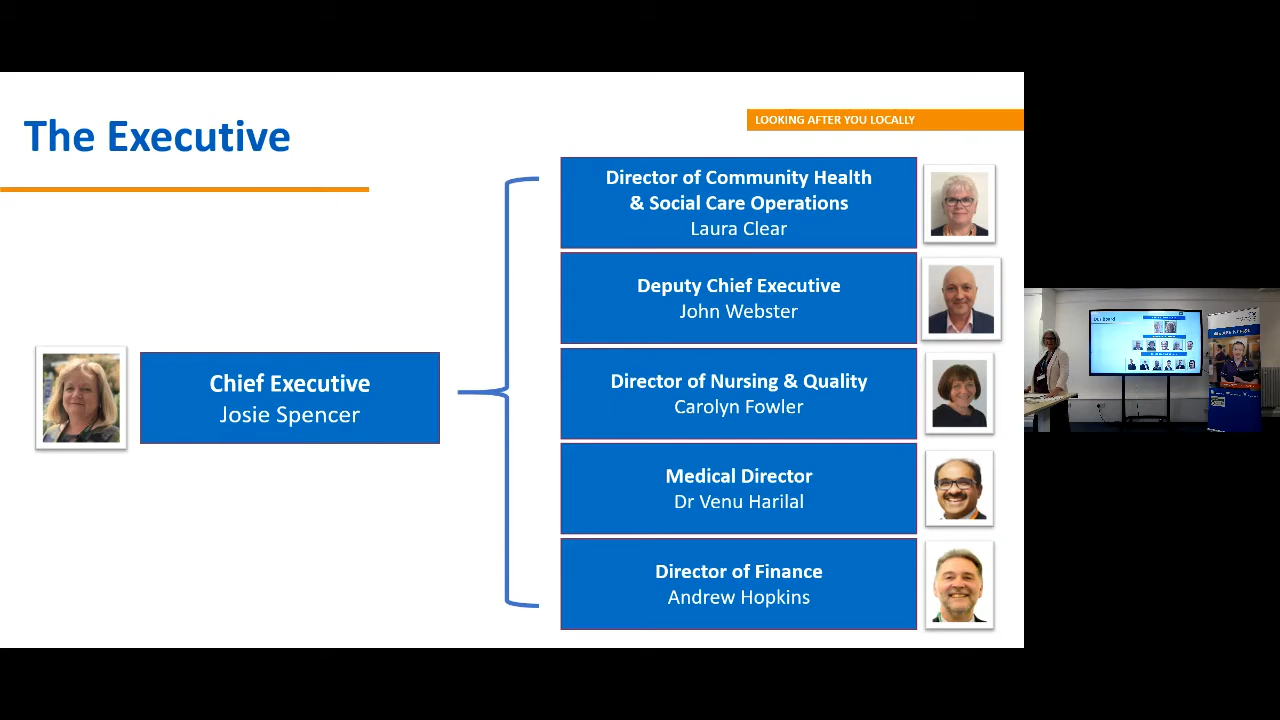 The Executive
LOOKING AFTER YOU LOCALLY
Chief Executive
Josie Spencer
Director of Community Health
& Social Care Operations
Laura Clear
Deputy Chief Executive
John Webster
Director of Nursing & Quality
Carolyn Fowler
Medical Director
Dr Venu Harilal
Director of Finance
Andrew Hopkins
Our Board